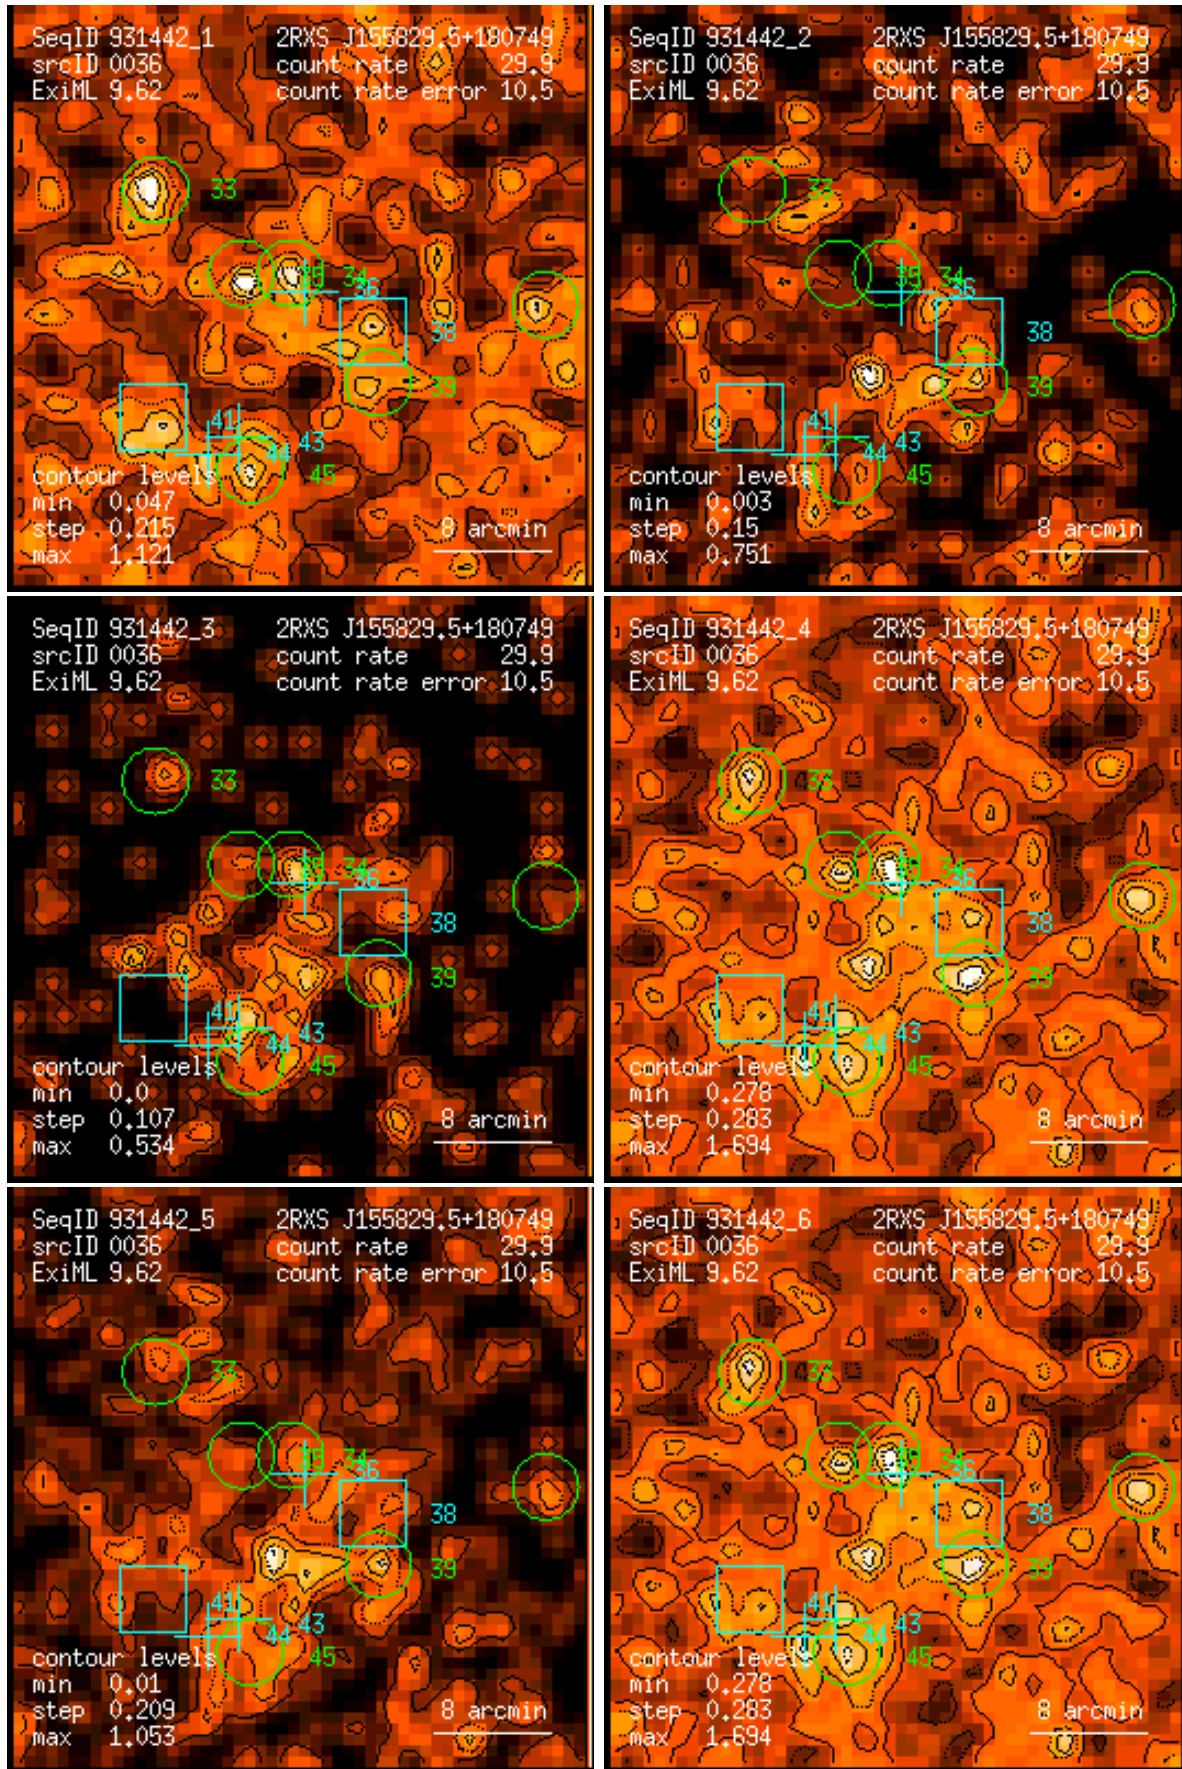 SeqID 931442_1 2RXS J155829.5+180749
srcID 0036 count rate 29.9
ExiML 9.62 count rate error 10.5
33
35 34
36
38
39
41
43
44
45
contour levels
min 0.047
step 0.215
max 1.121
8 arcmin
SeqID 931442_2 2RXS J155829.5+180749
srcID 0036 count rate 29.9
ExiML 9.62 count rate error 10.5
33
35 34
36
38
39
41
43
44
45
contour levels
min 0.003
step 0.15
max 0.751
8 arcmin
SeqID 931442_3 2RXS J155829.5+180749
srcID 0036 count rate 29.9
ExiML 9.62 count rate error 10.5
33
35 34
36
38
39
41
43
44
45
contour levels
min 0.0
step 0.107
max 0.534
8 arcmin
SeqID 931442_4 2RXS J155829.5+180749
srcID 0036 count rate 29.9
ExiML 9.62 count rate error 10.5
33
35 34
36
38
39
41
43
44
45
contour levels
min 0.278
step 0.283
max 1.694
8 arcmin
SeqID 931442_5 2RXS J155829.5+180749
srcID 0036 count rate 29.9
ExiML 9.62 count rate error 10.5
33
35 34
36
38
39
41
43
44
45
contour levels
min 0.01
step 0.209
max 1.053
8 arcmin
SeqID 931442_6 2RXS J155829.5+180749
srcID 0036 count rate 29.9
ExiML 9.62 count rate error 10.5
33
35 34
36
38
39
41
43
44
45
contour levels
min 0.278
step 0.283
max 1.694
8 arcmin